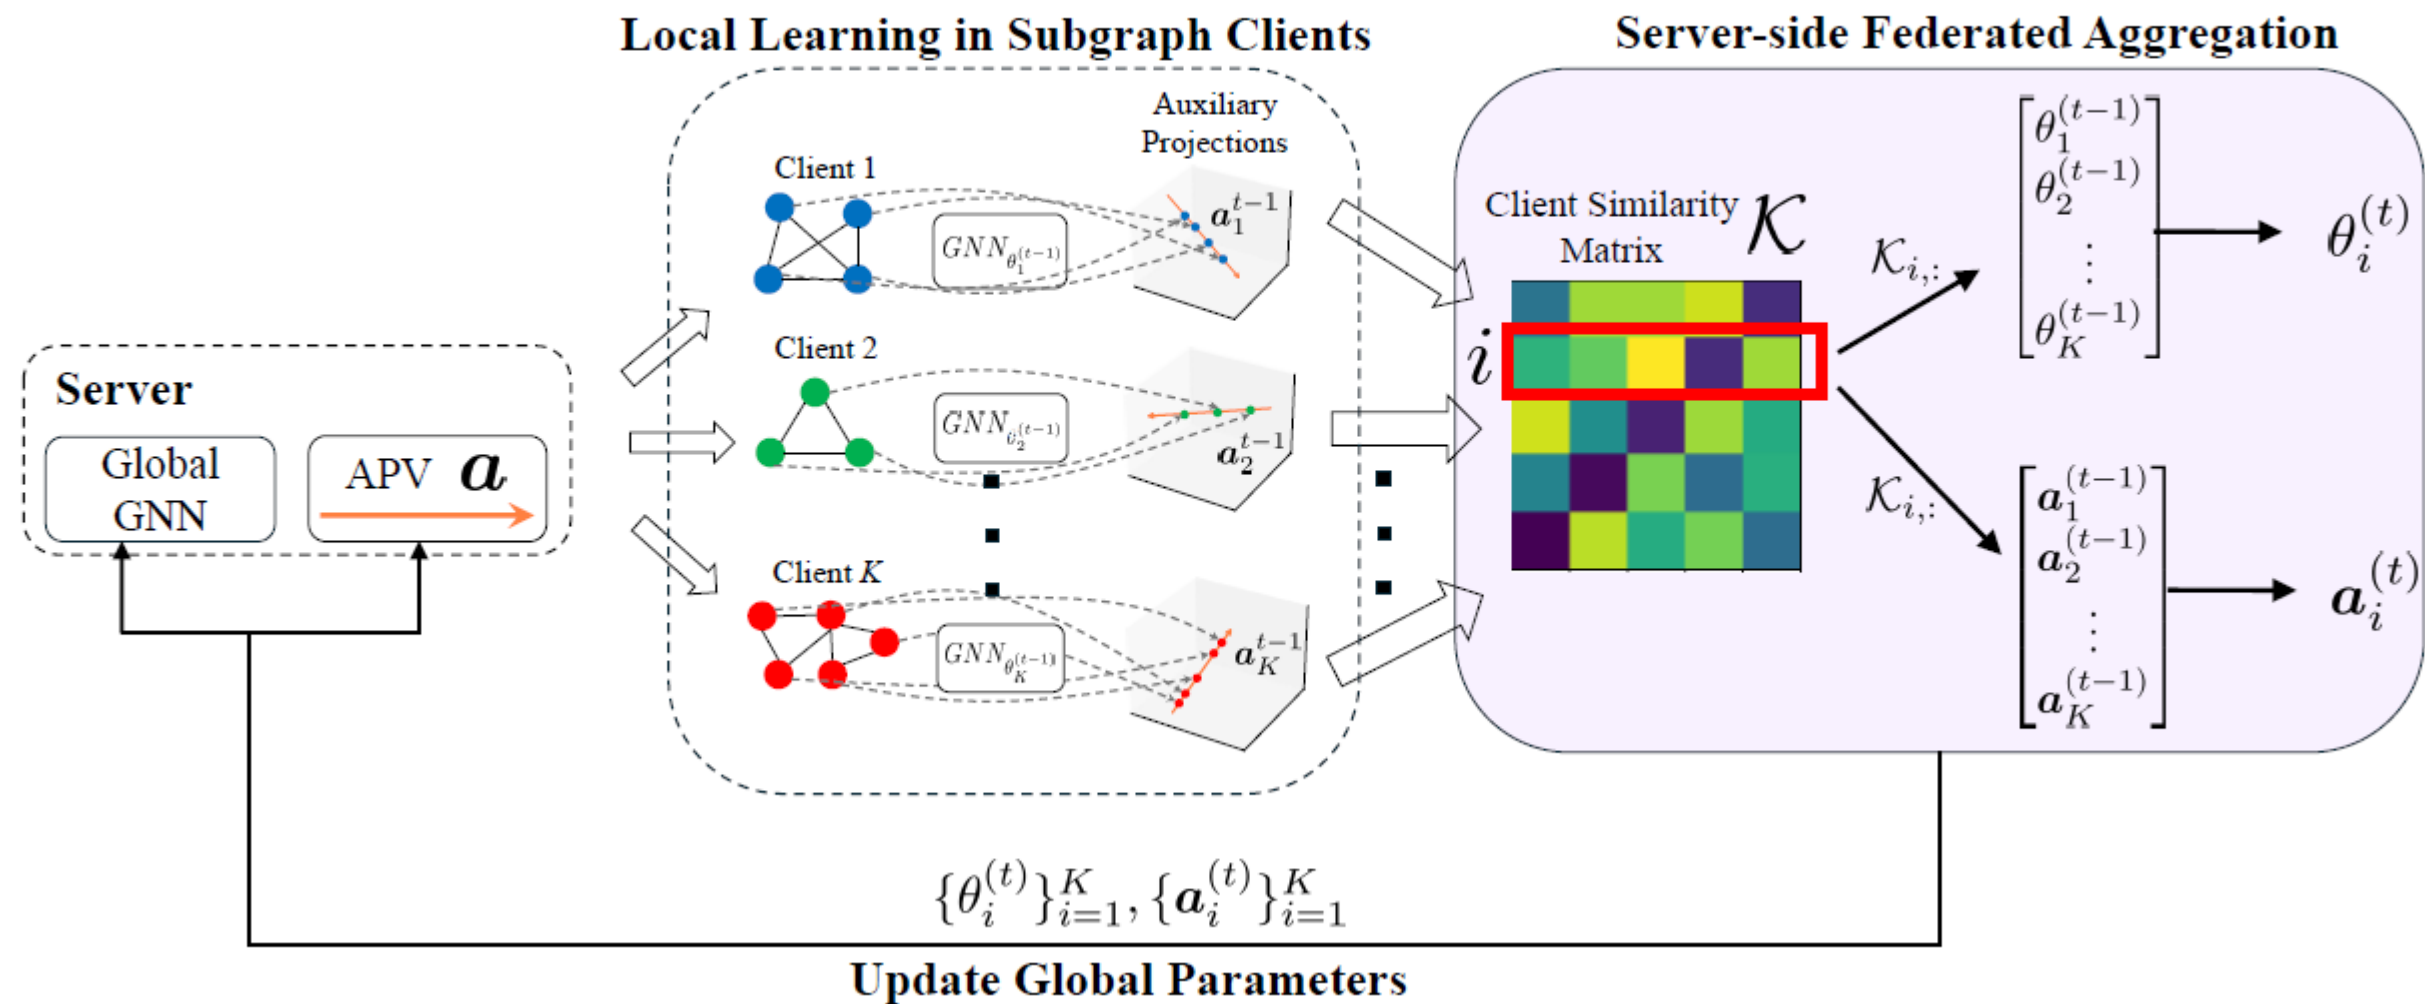 Local Learning in Subgraph Clients
Server-side Federated Aggregation
Server
Global
GNN
APV a
Auxiliary
Projections
Client 1
GNN_{θ_1^{(t-1)}}
a_1^{t-1}
Client 2
GNN_{θ_2^{(t-1)}}
a_2^{t-1}
Client K
GNN_{θ_K^{(t-1)}}
a_K^{t-1}
Client Similarity
Matrix
𝒦
i
𝒦_{i,:}
θ_1^{(t-1)}
θ_2^{(t-1)}
⋮
θ_K^{(t-1)}
θ_i^{(t)}
𝒦_{i,:}
a_1^{(t-1)}
a_2^{(t-1)}
⋮
a_K^{(t-1)}
a_i^{(t)}
{θ_i^{(t)}}_{i=1}^K, {a_i^{(t)}}_{i=1}^K
Update Global Parameters